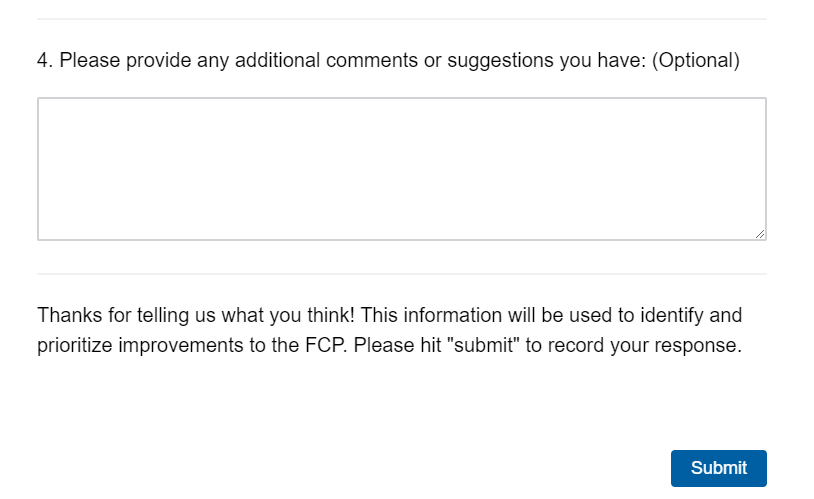 4. Please provide any additional comments or suggestions you have: (Optional)
Thanks for telling us what you think! This information will be used to identify and
prioritize improvements to the FCP. Please hit "submit" to record your response.
Submit